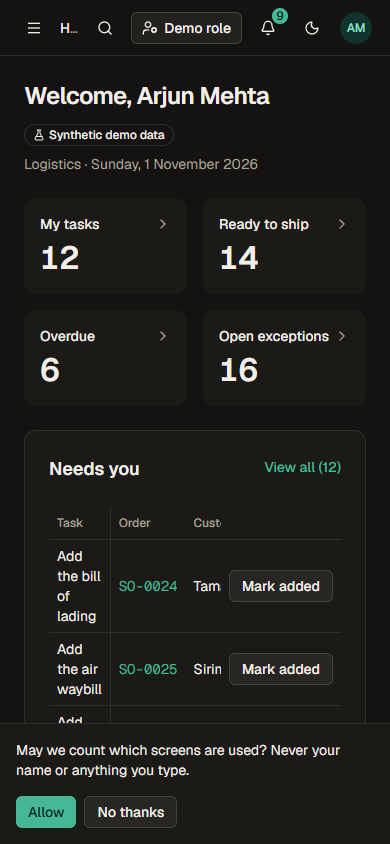 H...
Demo role
9
AM
Welcome, Arjun Mehta
Synthetic demo data
Logistics · Sunday, 1 November 2026
My tasks
12
Ready to ship
14
Overdue
6
Open exceptions
16
Needs you
View all (12)
Task Order
Add
the bill
of
lading
SO-0024 Mark added
Add
the air
waybill
SO-0025 Mark added
Add
May we count which screens are used? Never your
name or anything you type.
Allow
No thanks